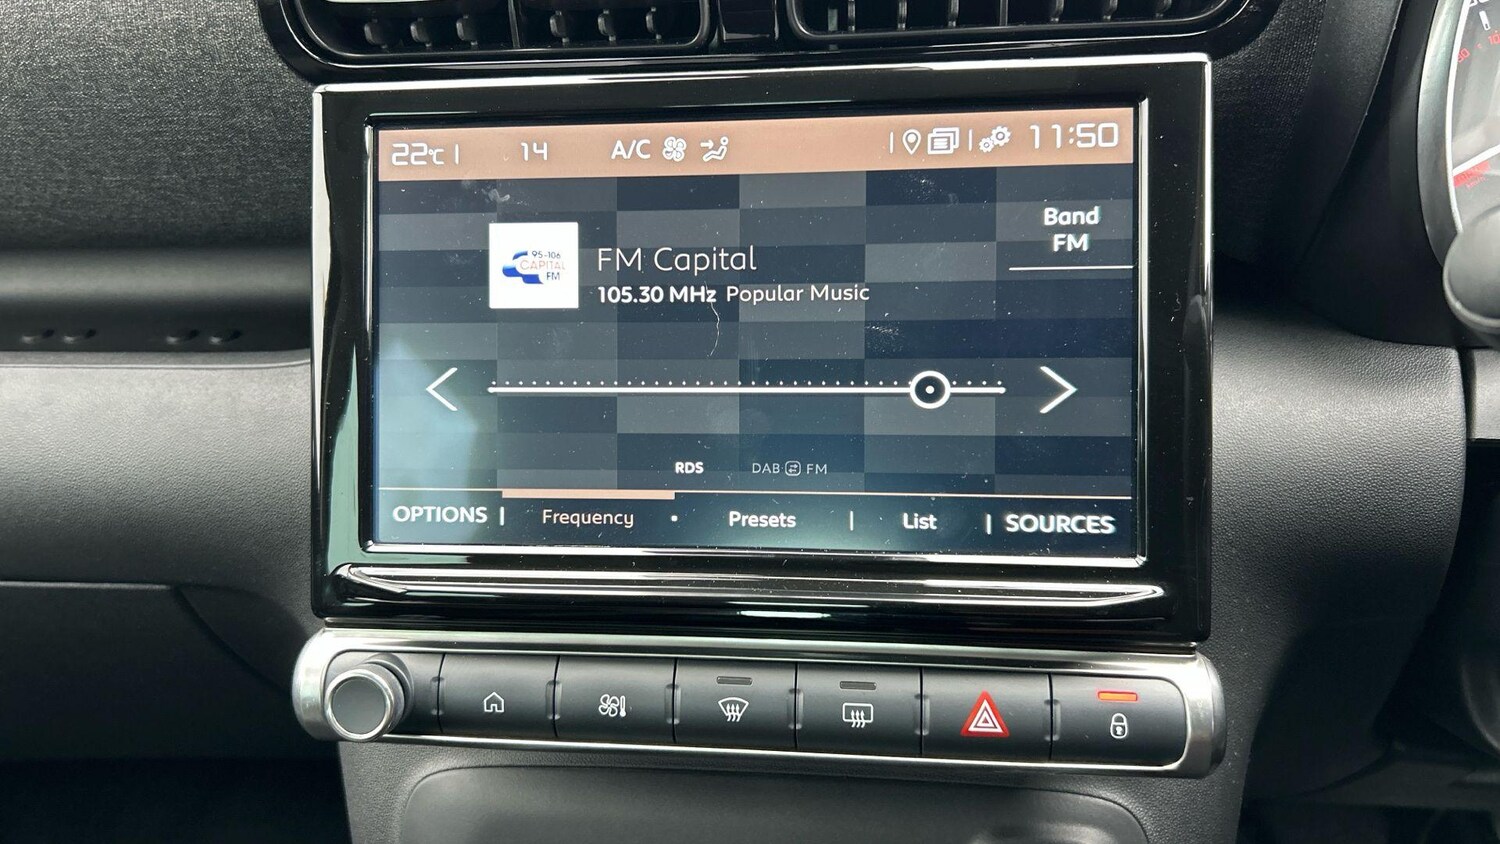 22°C | 14 A/C 11:50
Band
FM
95-106
CAPITAL
FM
FM Capital
105.30 MHz Popular Music
RDS DAB FM
OPTIONS | Frequency • Presets | List | SOURCES